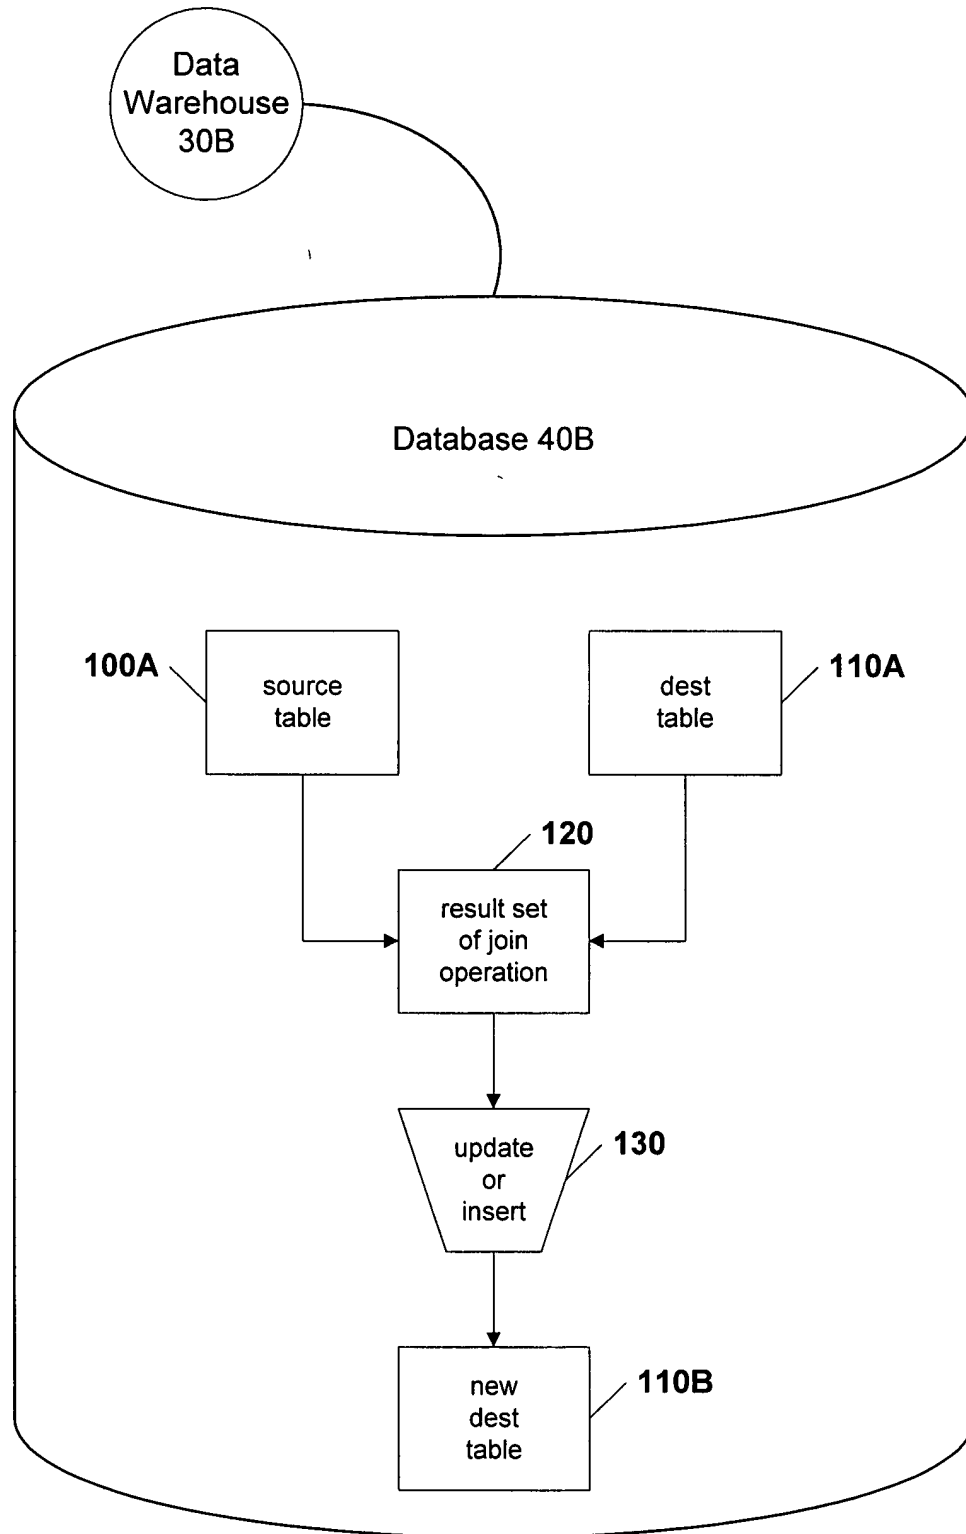 Data
Warehouse
30B
Database 40B
100A
source
table
dest
table
110A
120
result set
of join
operation
update
or
insert
130
new
dest
table
110B